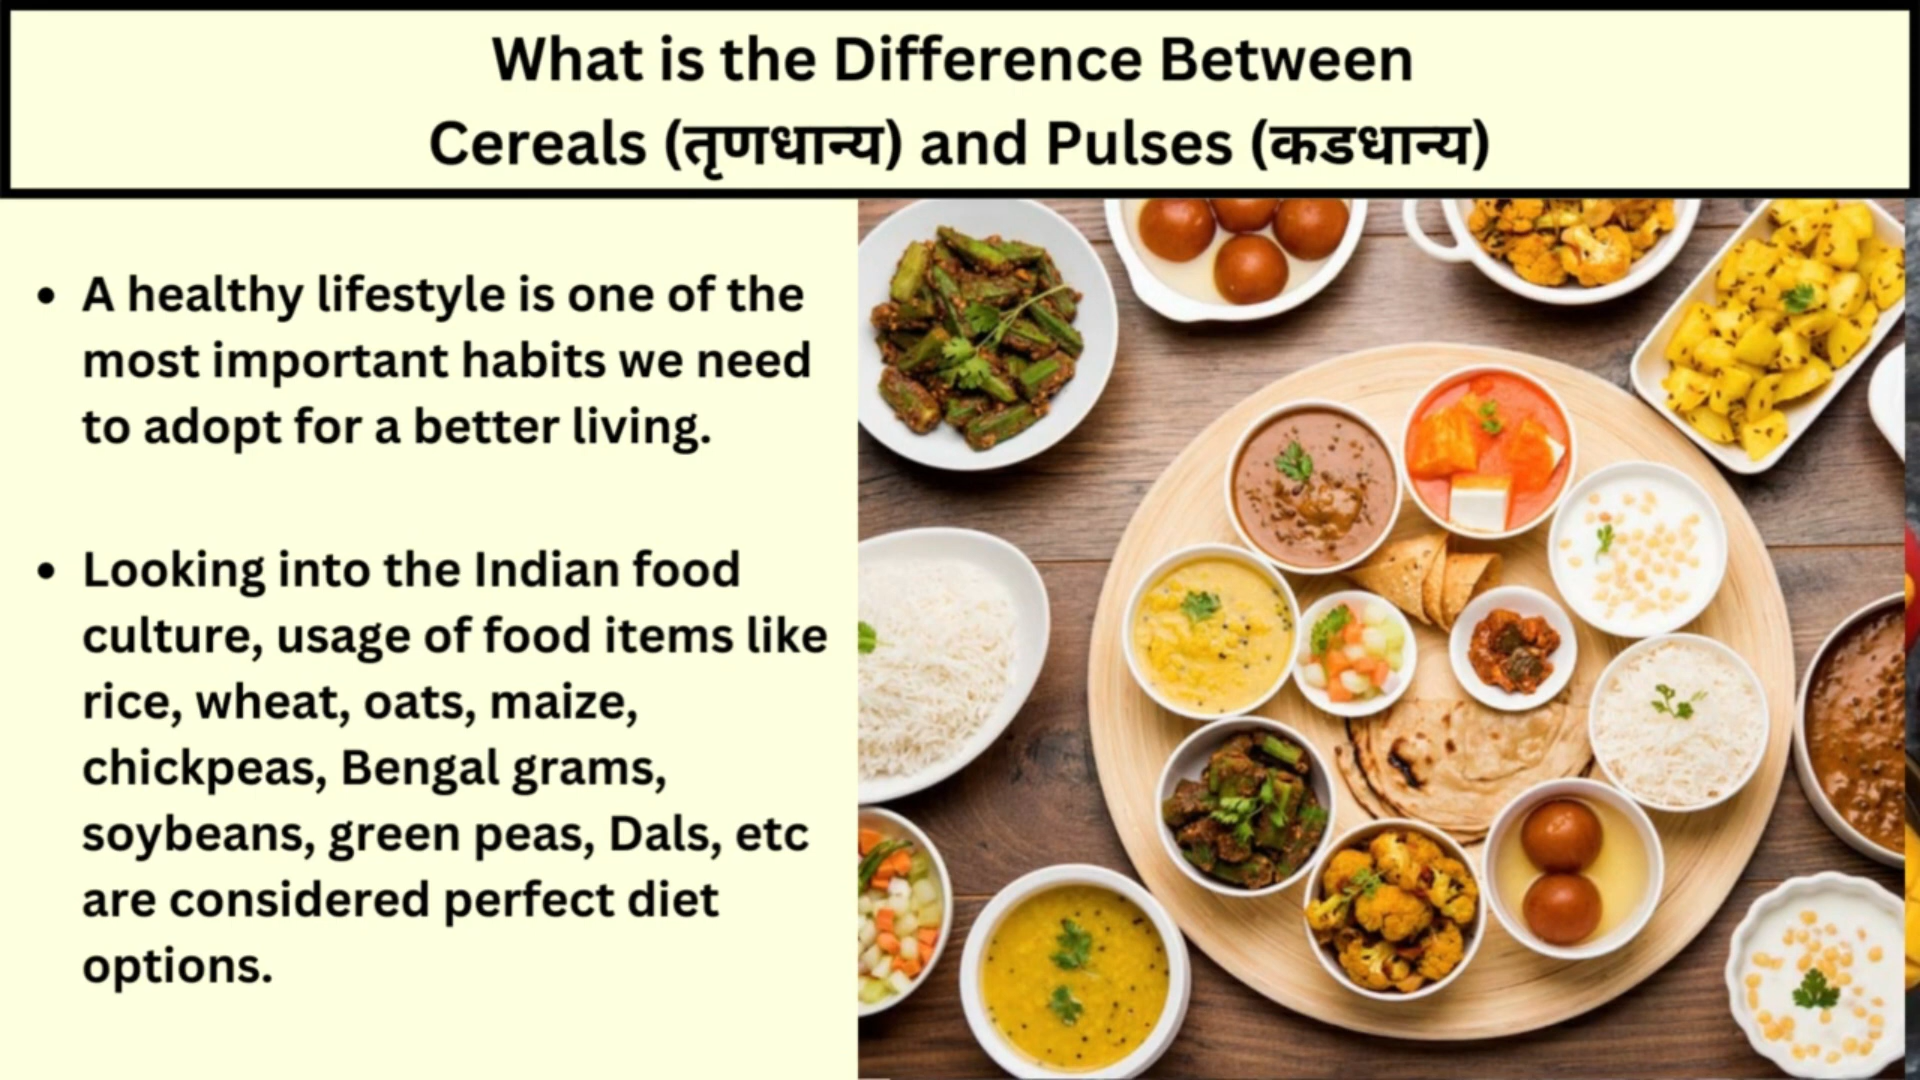 What is the Difference Between
Cereals (तृणधान्य) and Pulses (कडधान्य)
• A healthy lifestyle is one of the
most important habits we need
to adopt for a better living.
• Looking into the Indian food
culture, usage of food items like
rice, wheat, oats, maize,
chickpeas, Bengal grams,
soybeans, green peas, Dals, etc
are considered perfect diet
options.